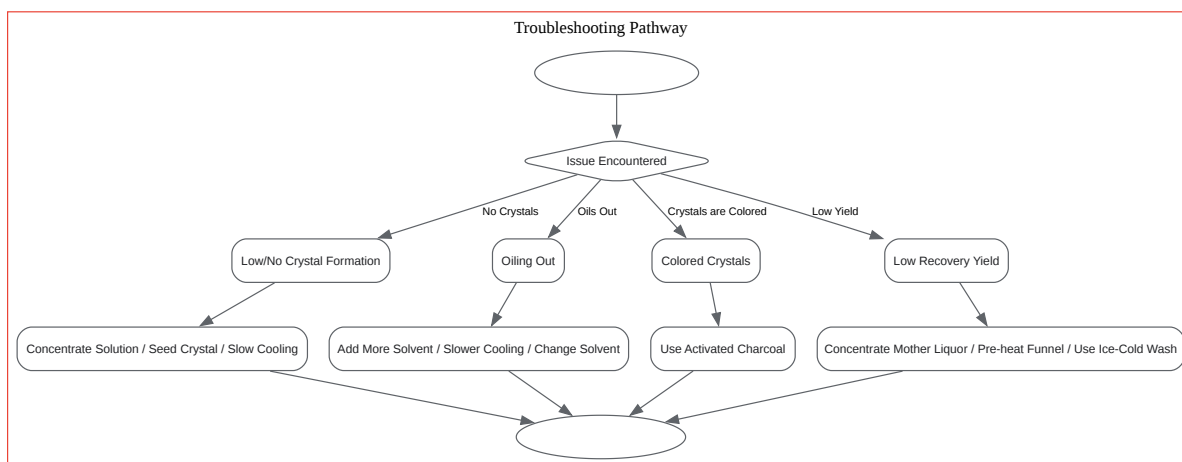 Troubleshooting Pathway
Issue Encountered
No Crystals
Oils Out
Crystals are Colored
Low Yield
Low/No Crystal Formation
Oiling Out
Colored Crystals
Low Recovery Yield
Concentrate Solution / Seed Crystal / Slow Cooling
Add More Solvent / Slower Cooling / Change Solvent
Use Activated Charcoal
Concentrate Mother Liquor / Pre-heat Funnel / Use Ice-Cold Wash